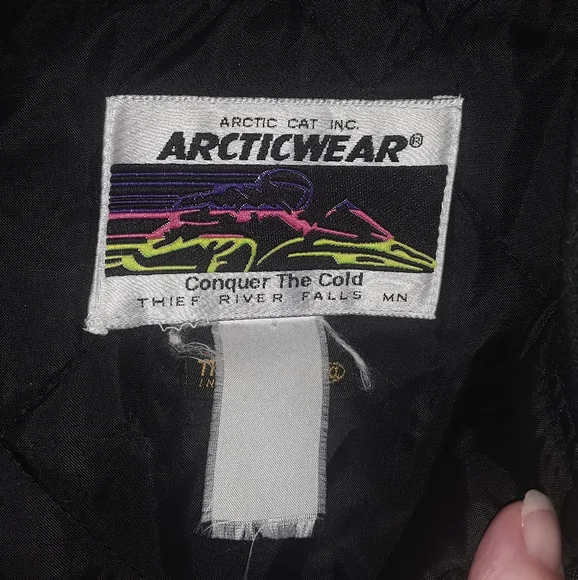 ARCTIC CAT INC.
ARCTICWEAR®
Conquer The Cold
THIEF RIVER FALLS MN